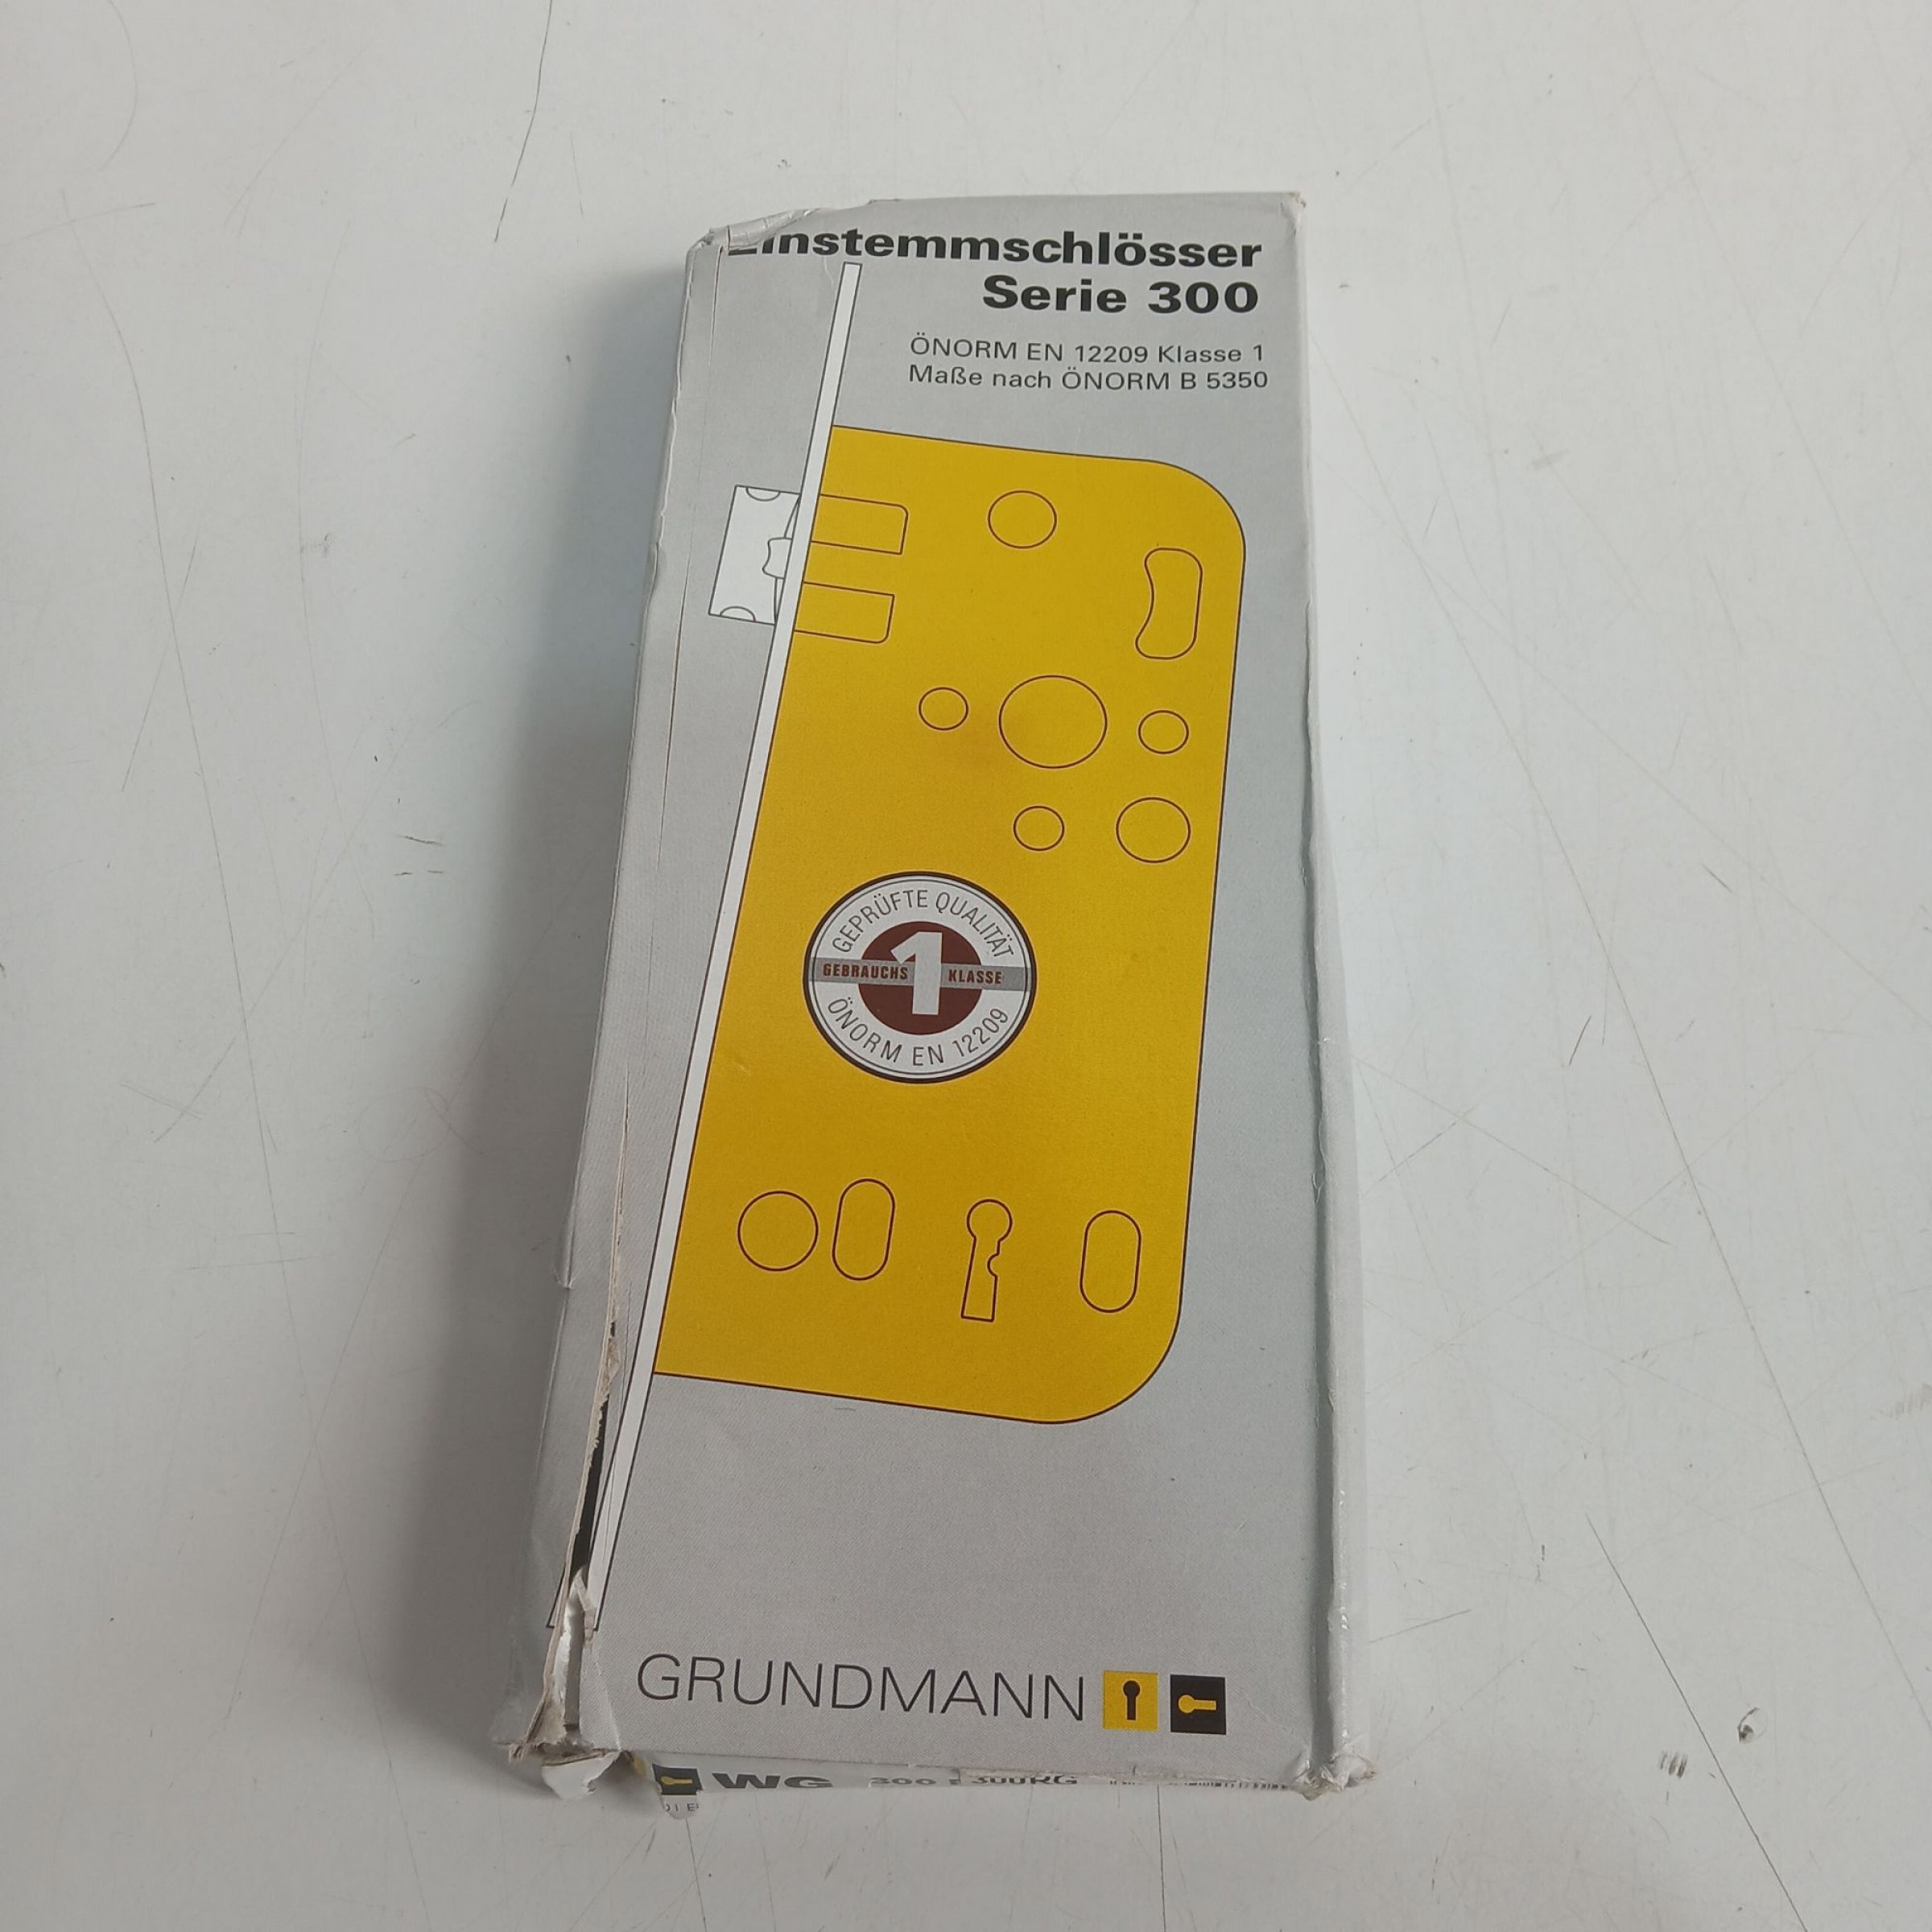 Einstemmschlösser
Serie 300
ÖNORM EN 12209 Klasse 1
Maße nach ÖNORM B 5350
GEPRÜFTE QUALITÄT
GEBRAUCHS 1 KLASSE
ÖNORM EN 12209
GRUNDMANN
WG 300